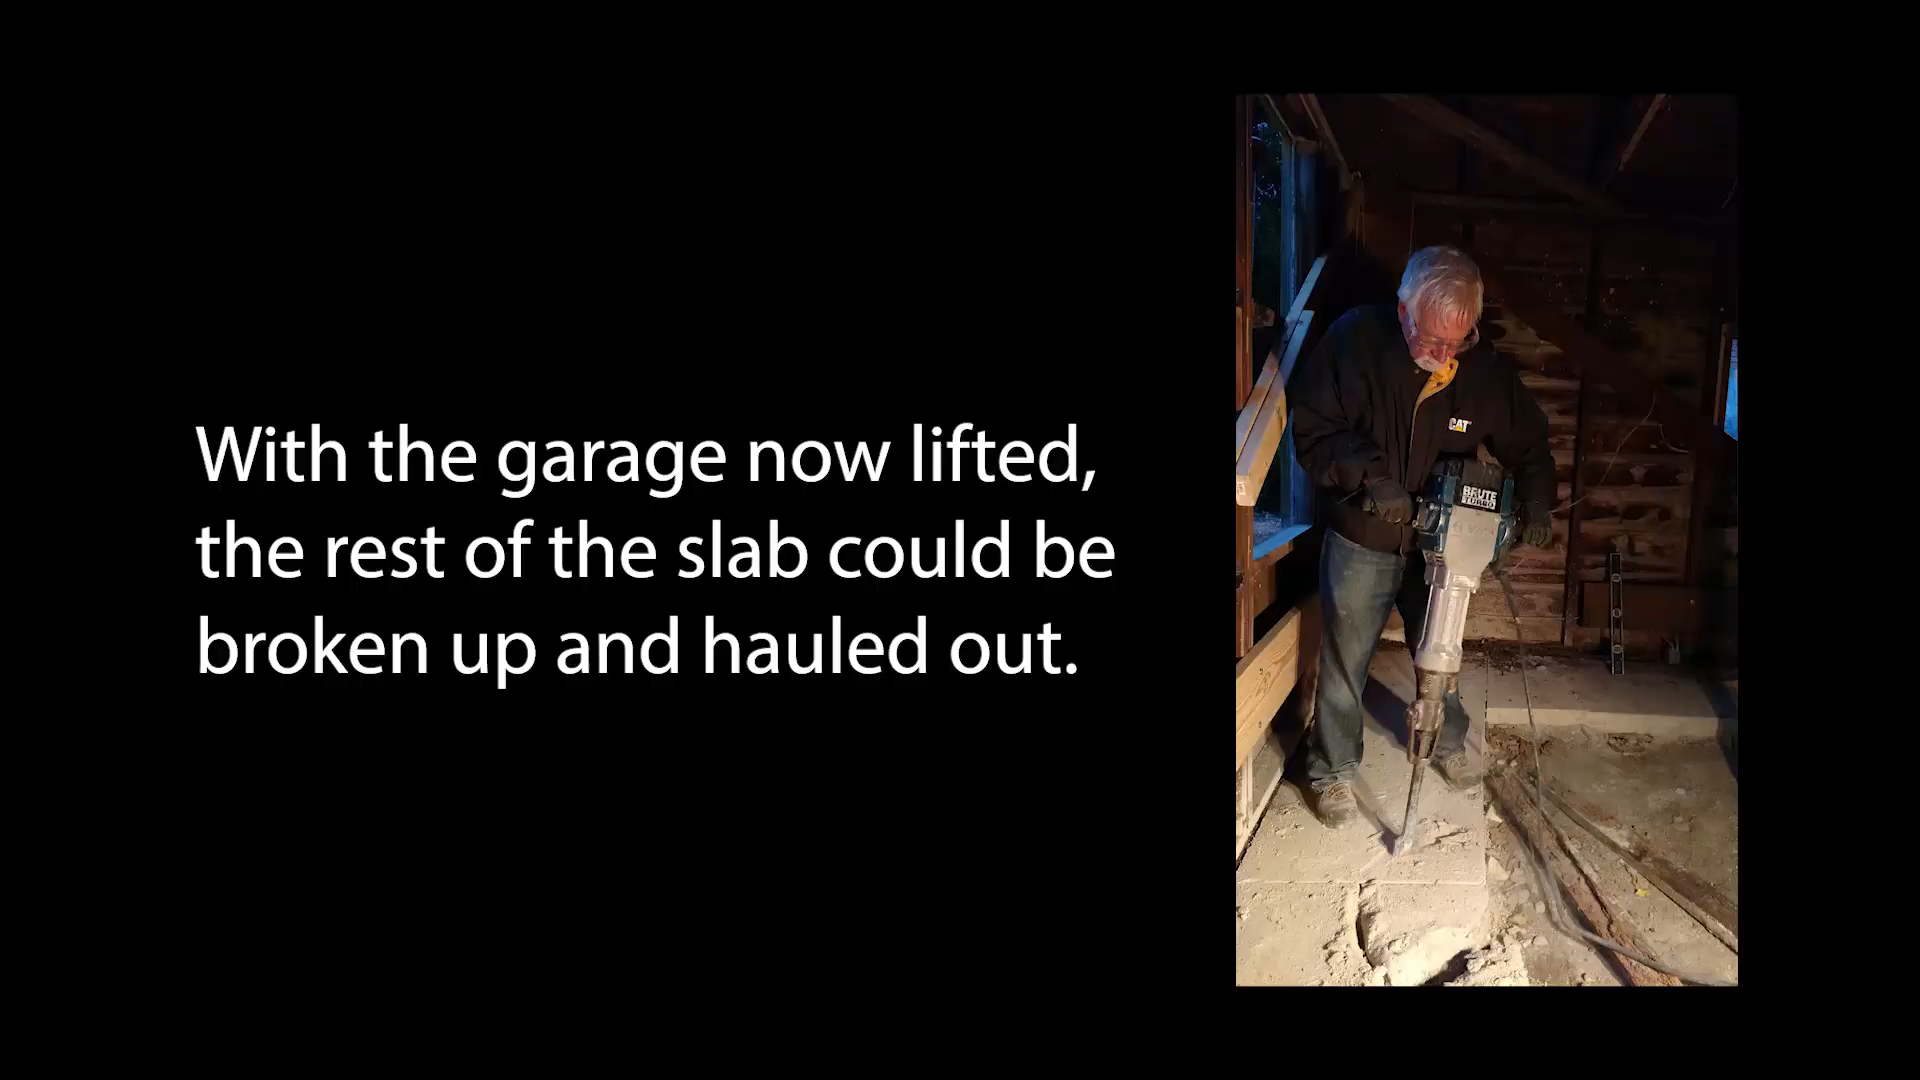 With the garage now lifted,
the rest of the slab could be
broken up and hauled out.
CAT
BRUTE
TURBO